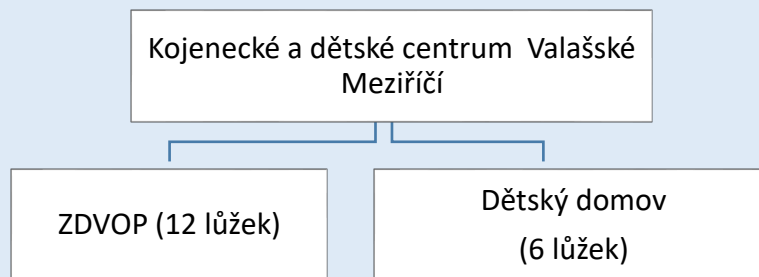 Kojenecké a dětské centrum Valašské
Meziříčí
ZDVOP (12 lůžek)
Dětský domov
(6 lůžek)